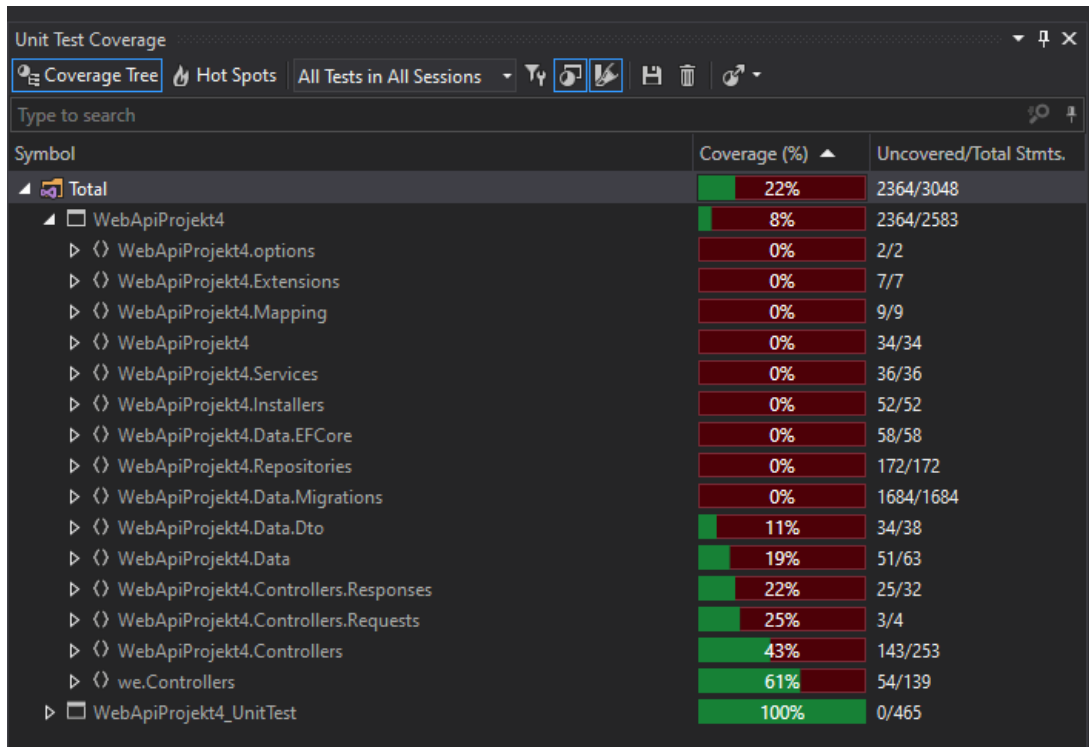 Unit Test Coverage
Coverage Tree Hot Spots All Tests in All Sessions
Type to search
Symbol Coverage (%) Uncovered/Total Stmts.
Total 22% 2364/3048
WebApiProjekt4 8% 2364/2583
WebApiProjekt4.options 0% 2/2
WebApiProjekt4.Extensions 0% 7/7
WebApiProjekt4.Mapping 0% 9/9
WebApiProjekt4 0% 34/34
WebApiProjekt4.Services 0% 36/36
WebApiProjekt4.Installers 0% 52/52
WebApiProjekt4.Data.EFCore 0% 58/58
WebApiProjekt4.Repositories 0% 172/172
WebApiProjekt4.Data.Migrations 0% 1684/1684
WebApiProjekt4.Data.Dto 11% 34/38
WebApiProjekt4.Data 19% 51/63
WebApiProjekt4.Controllers.Responses 22% 25/32
WebApiProjekt4.Controllers.Requests 25% 3/4
WebApiProjekt4.Controllers 43% 143/253
we.Controllers 61% 54/139
WebApiProjekt4_UnitTest 100% 0/465